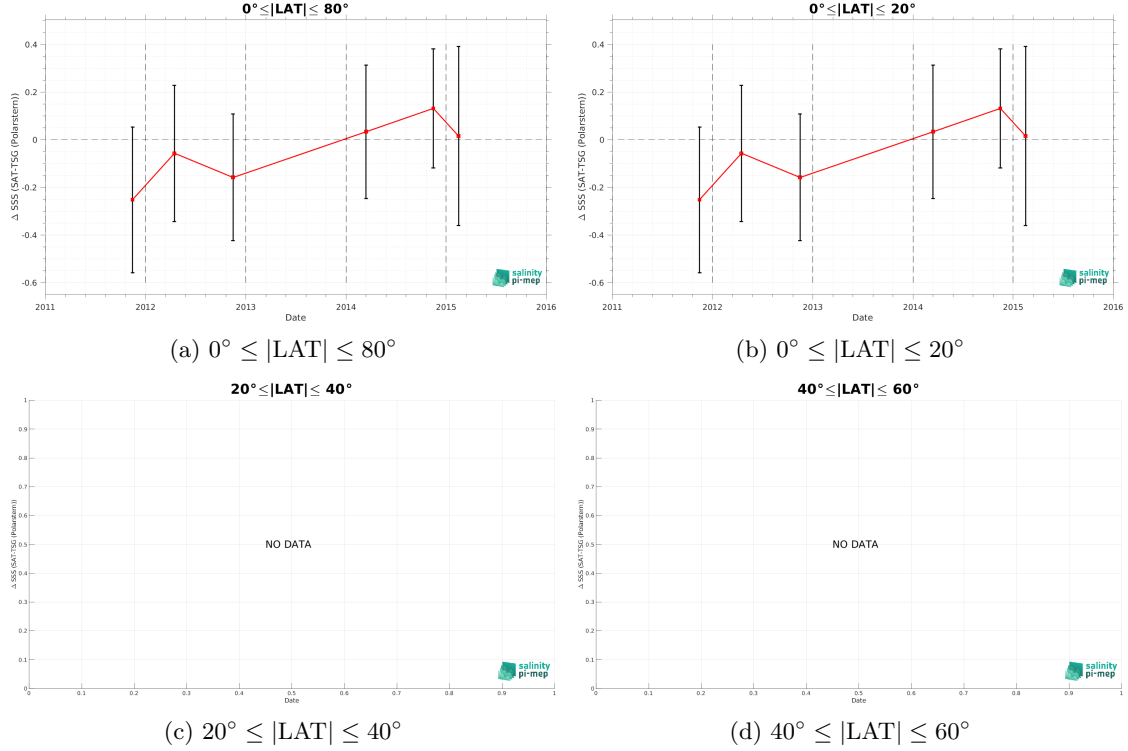 0°≤|LAT|≤ 80°
0.4
0.2
0
-0.2
-0.4
-0.6
Δ SSS (SAT-TSG (Polarstern))
2011 2012 2013 2014 2015 2016
Date
salinity
pi-mep
(a) 0° ≤ |LAT| ≤ 80°
0°≤|LAT|≤ 20°
0.4
0.2
0
-0.2
-0.4
-0.6
Δ SSS (SAT-TSG (Polarstern))
2011 2012 2013 2014 2015 2016
Date
salinity
pi-mep
(b) 0° ≤ |LAT| ≤ 20°
20°≤|LAT|≤ 40°
1
0.9
0.8
0.7
0.6
0.5
0.4
0.3
0.2
0.1
0
Δ SSS (SAT-TSG (Polarstern))
NO DATA
0 0.1 0.2 0.3 0.4 0.5 0.6 0.7 0.8 0.9 1
Date
salinity
pi-mep
(c) 20° ≤ |LAT| ≤ 40°
40°≤|LAT|≤ 60°
1
0.9
0.8
0.7
0.6
0.5
0.4
0.3
0.2
0.1
0
Δ SSS (SAT-TSG (Polarstern))
NO DATA
0 0.1 0.2 0.3 0.4 0.5 0.6 0.7 0.8 0.9 1
Date
salinity
pi-mep
(d) 40° ≤ |LAT| ≤ 60°